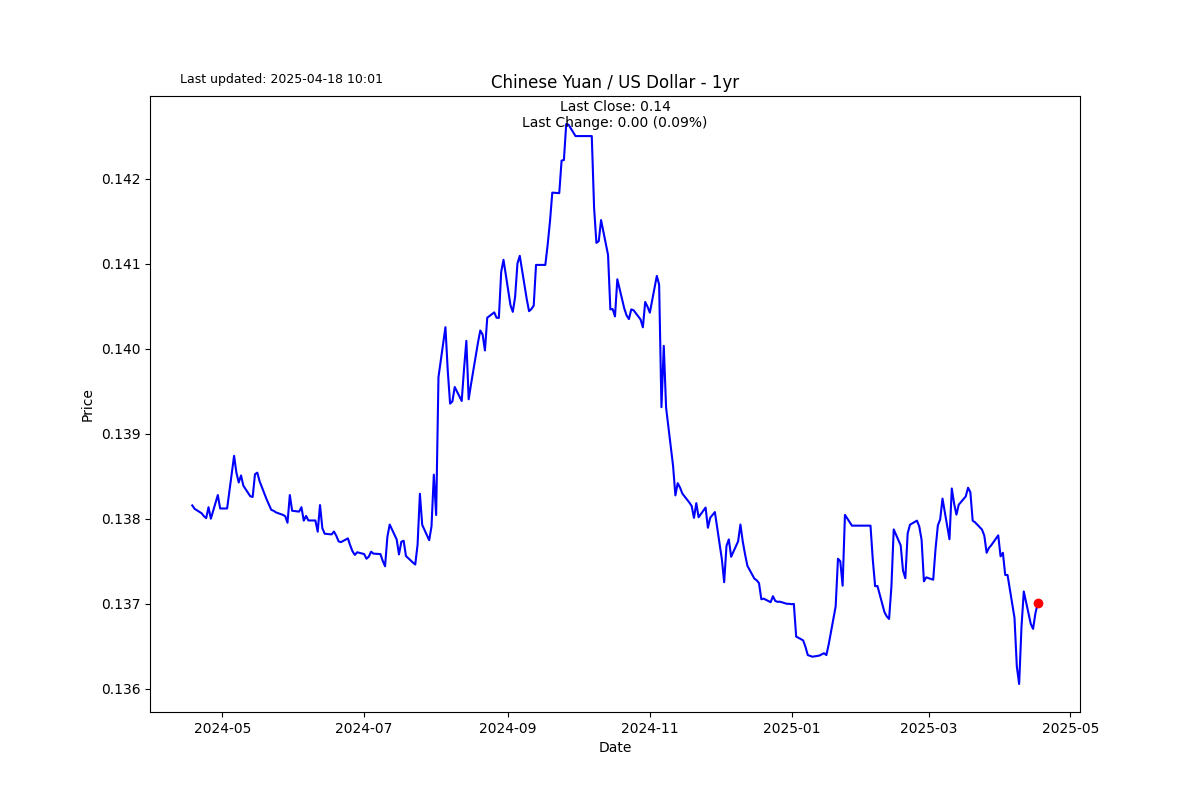 Last updated: 2025-04-18 10:01
Chinese Yuan / US Dollar - 1yr
Last Close: 0.14
Last Change: 0.00 (0.09%)
Price
0.142
0.141
0.140
0.139
0.138
0.137
0.136
2024-05
2024-07
2024-09
2024-11
2025-01
2025-03
2025-05
Date